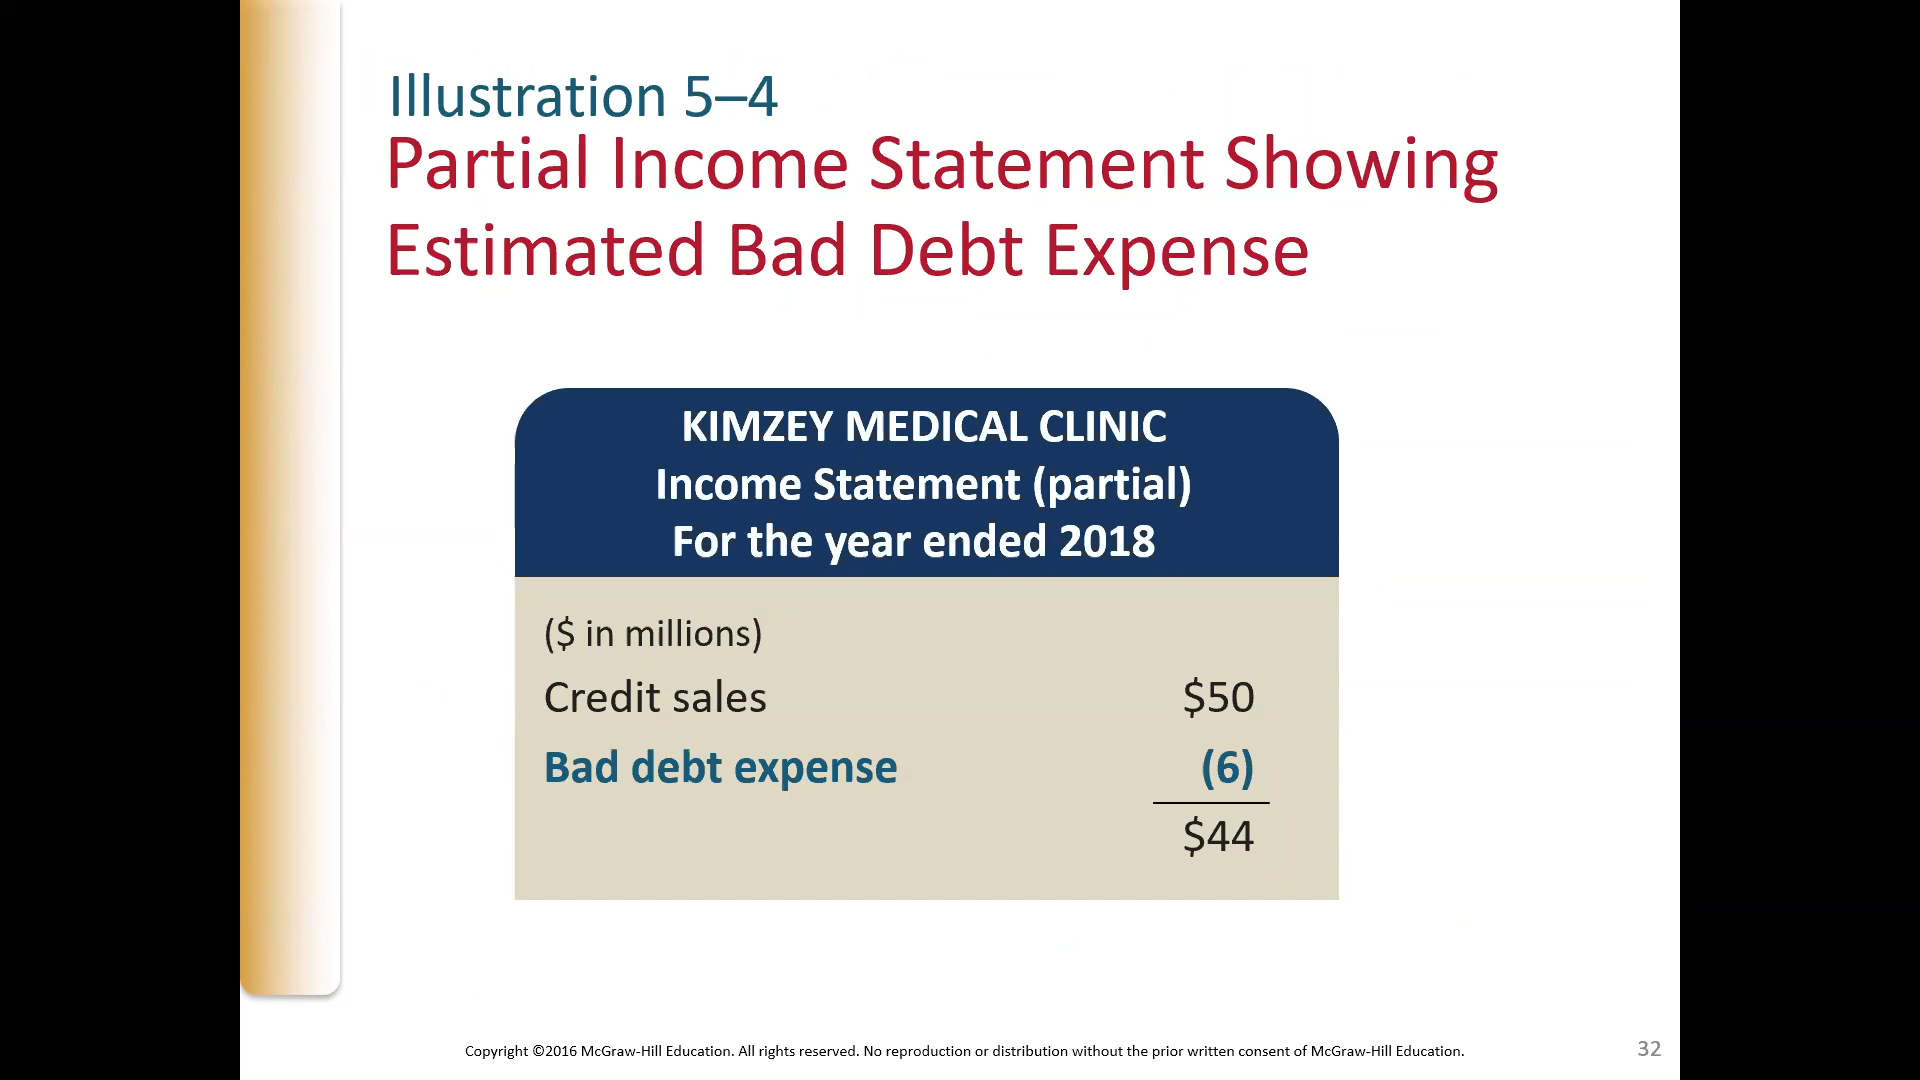 Illustration 5–4
Partial Income Statement Showing
Estimated Bad Debt Expense
KIMZEY MEDICAL CLINIC
Income Statement (partial)
For the year ended 2018
($ in millions)
Credit sales $50
Bad debt expense (6)
$44
Copyright ©2016 McGraw-Hill Education. All rights reserved. No reproduction or distribution without the prior written consent of McGraw-Hill Education.
32